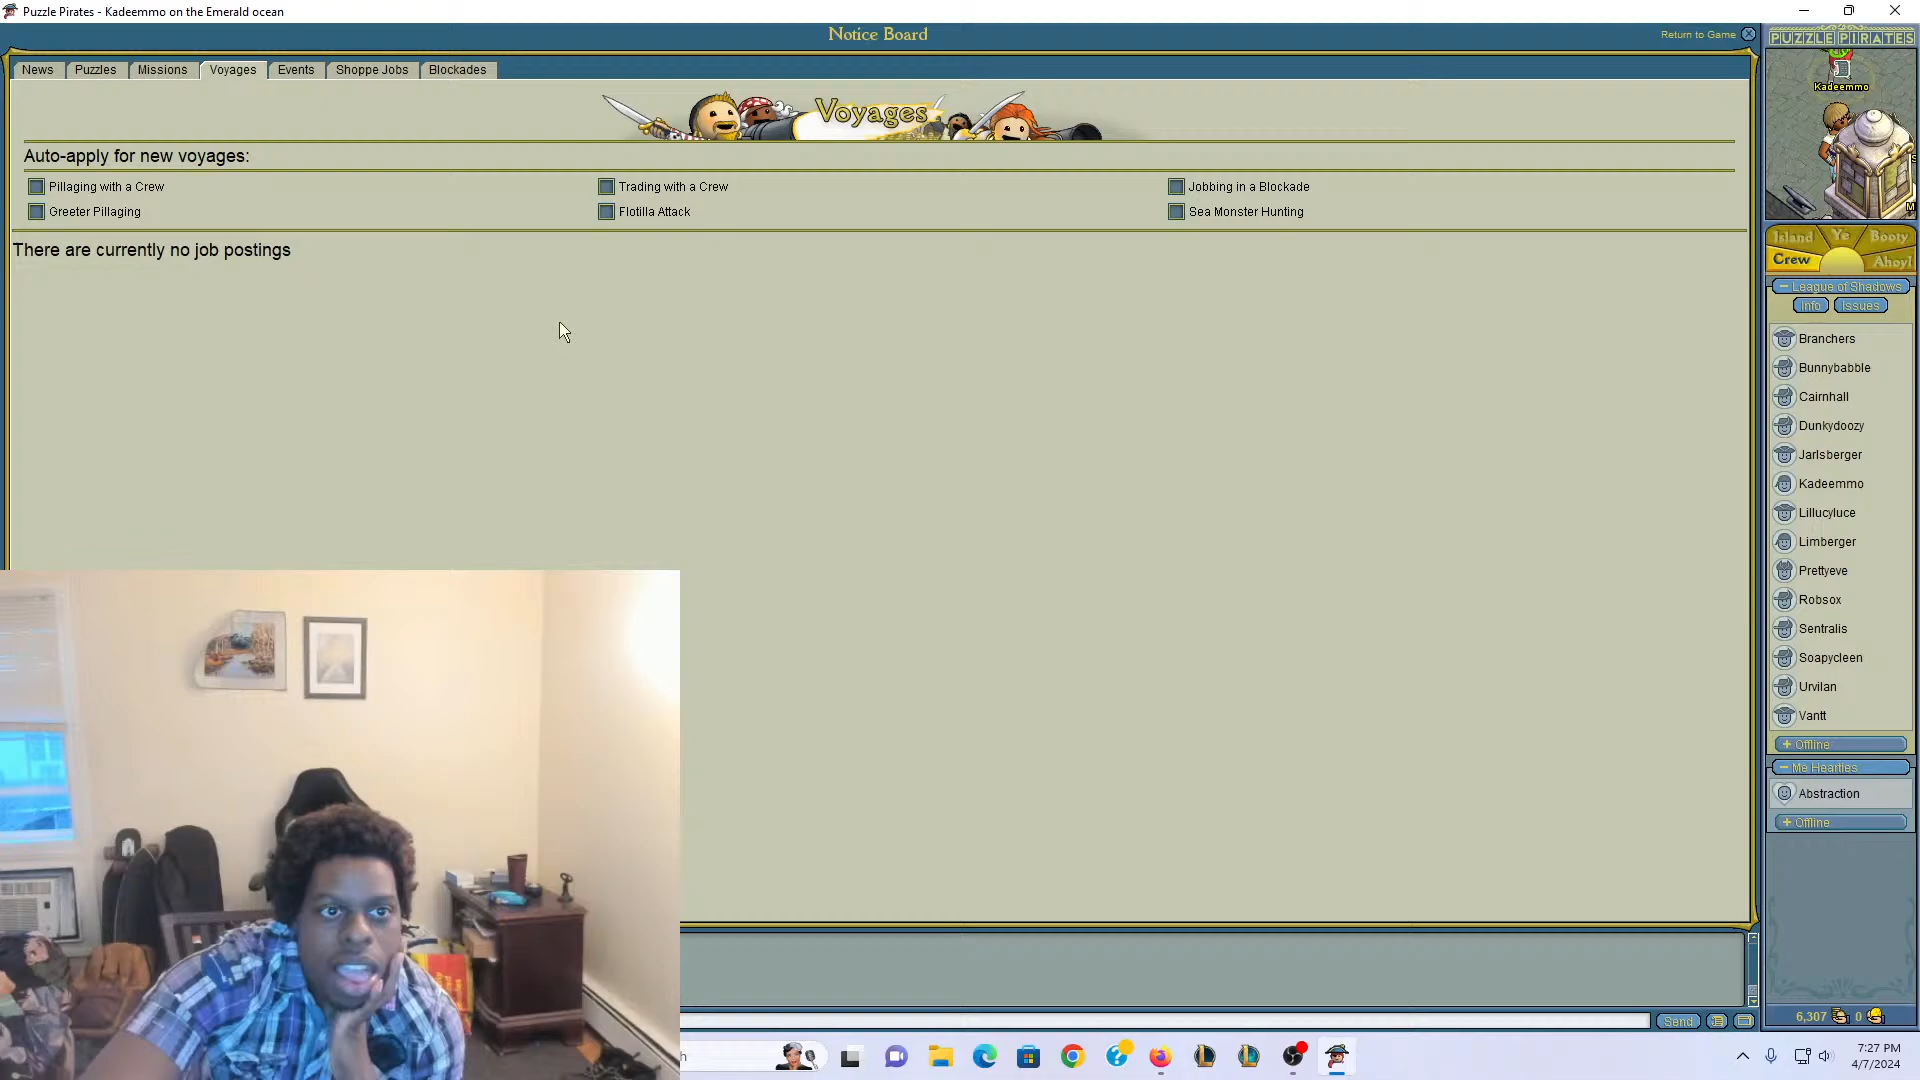 Puzzle Pirates - Kadeemmo on the Emerald ocean
Notice Board
Return to Game
PUZZLE PIRATES
News
Puzzles
Missions
Voyages
Events
Shoppe Jobs
Blockades
Voyages
Auto-apply for new voyages:
Pillaging with a Crew
Trading with a Crew
Jobbing in a Blockade
Greeter Pillaging
Flotilla Attack
Sea Monster Hunting
There are currently no job postings
Kadeemmo
Island
Ye
Booty
Crew
Ahoy!
League of Shadows
Info
Issues
Branchers
Bunnybabble
Cairnhall
Dunkydoozy
Jarlsberger
Kadeemmo
Lillucyluce
Limberger
Prettyeve
Robsox
Sentralis
Soapycleen
Urvilan
Vantt
Offline
Me Hearties
Abstraction
Offline
6,307
0
Send
7:27 PM
4/7/2024